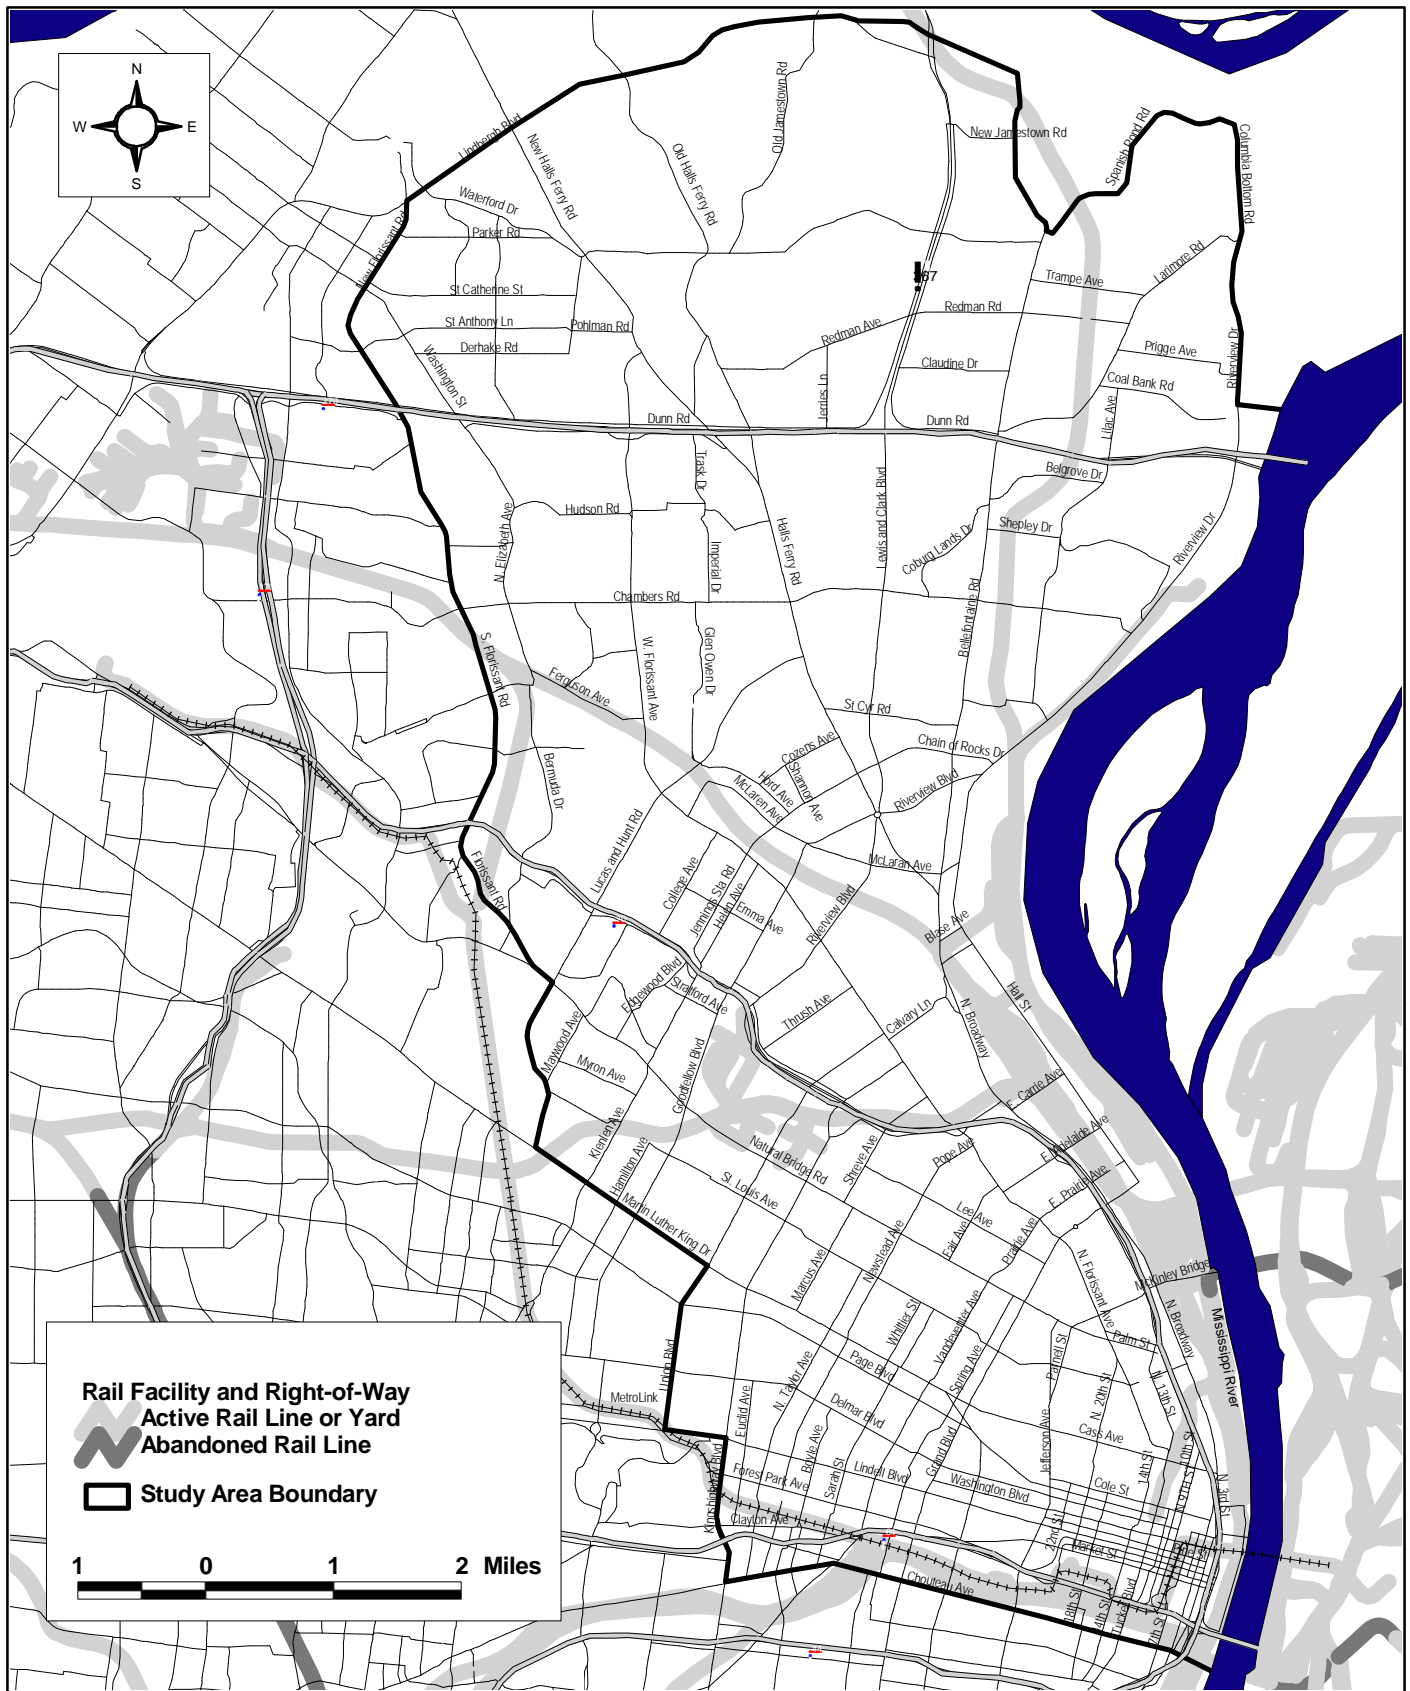 N
W E
S
Lindbergh Blvd
New Halls Ferry Rd
Old Halls Ferry Rd
Old Jamestown Rd
New Jamestown Rd
Spanish Pond Rd
Columbia Bottom Rd
Waterford Dr
Parker Rd
New Florissant Rd
St Catherine St
St Anthony Ln
Pohlman Rd
Derhake Rd
Washington St
367
Trampe Ave
Larimore Rd
Redman Rd
Redman Ave
Claudine Dr
Jerries Ln
Prigge Ave
Coal Bank Rd
Riverview Dr
Lilac Ave
Dunn Rd
Dunn Rd
Trask Dr
Belgrove Dr
Hudson Rd
N. Elizabeth Ave
Imperial Dr
Halls Ferry Rd
Lewis and Clark Blvd
Coburg Lands Dr
Shepley Dr
Riverview Dr
Chambers Rd
Bellefontaine Rd
S. Florissant Rd
Ferguson Ave
W. Florissant Ave
Glen Owen Dr
St Cyr Rd
Chain of Rocks Dr
Cozens Ave
Shannon Ave
Hord Ave
McLaren Ave
Riverview Blvd
Bermuda Dr
Lucas and Hunt Rd
McLaran Ave
Florissant Rd
College Ave
Jennings Sta Rd
Helen Ave
Emma Ave
Riverview Blvd
Blase Ave
Edgewood Blvd
Stratford Ave
Thrush Ave
Calvary Ln
N. Broadway
Hall St
Maywood Ave
Myron Ave
Goodfellow Blvd
E. Carrie Ave
Kienlen Ave
Hamilton Ave
Natural Bridge Rd
Shreve Ave
Pope Ave
E. Adelaide Ave
St. Louis Ave
E. Prairie Ave
Martin Luther King Dr
Lee Ave
Fair Ave
Prairie Ave
Marcus Ave
Newstead Ave
N. Florissant Ave
McKinley Bridge
N. Broadway
Mississippi River
Whittier St
Vandeventer Ave
Palm St
Parnell St
Union Blvd
Page Blvd
Spring Ave
N. Taylor Ave
N. 20th St
N. 13th St
MetroLink
Euclid Ave
Delmar Blvd
Cass Ave
Bowie Ave
Grand Blvd
Jefferson Ave
14th St
10th St
N. 9TH St
N. 3rd St
Kingshighway Blvd
Forest Park Ave
Sarah St
Lindell Blvd
Washington Blvd
Cole St
Clayton Ave
22nd St
Market St
Chouteau Ave
18th St
14th St
Tucker Blvd
7th St
Rail Facility and Right-of-Way
Active Rail Line or Yard
Abandoned Rail Line
Study Area Boundary
1 0 1 2 Miles